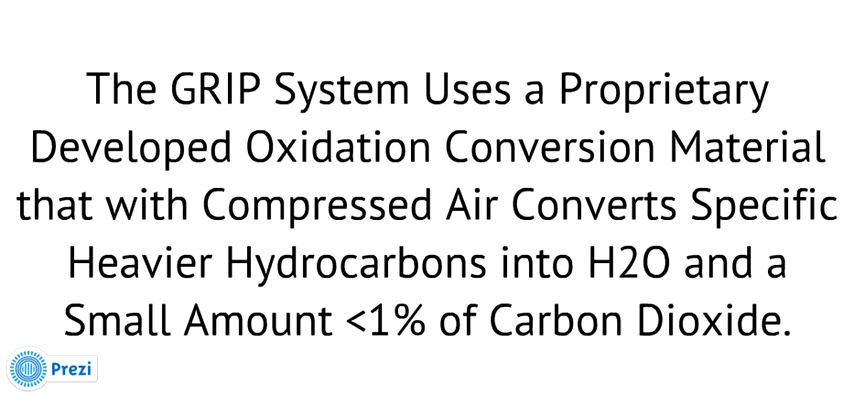 The GRIP System Uses a Proprietary
Developed Oxidation Conversion Material
that with Compressed Air Converts Specific
Heavier Hydrocarbons into H2O and a
Small Amount <1% of Carbon Dioxide.
Prezi